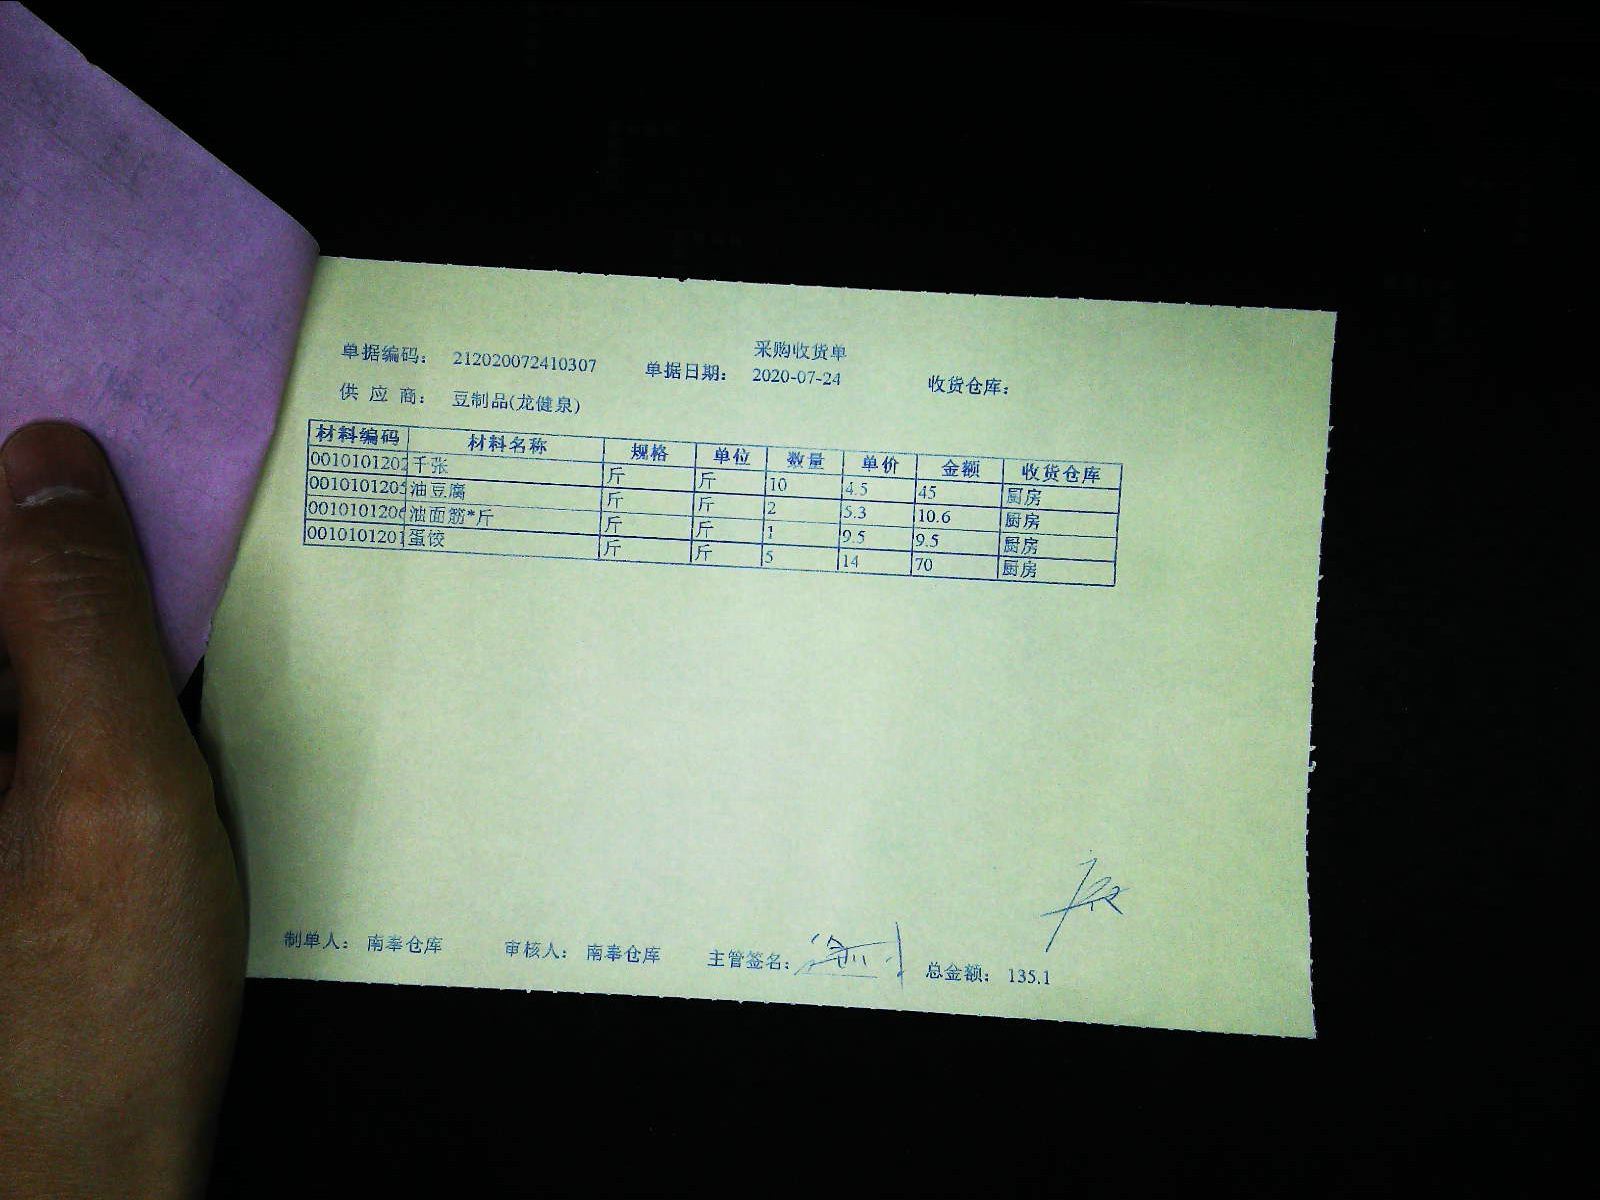 采购收货单
单据编码： 212020072410307 单据日期： 2020-07-24 收货仓库：
供 应 商： 豆制品(龙健泉)
材料编码 材料名称 规格 单位 数量 单价 金额 收货仓库
0010101202 千张 斤 斤 10 4.5 45 厨房
0010101205 油豆腐 斤 斤 2 5.3 10.6 厨房
0010101206 油面筋*斤 斤 斤 1 9.5 9.5 厨房
0010101201 蛋饺 斤 斤 5 14 70 厨房
制单人： 南奉仓库 审核人： 南奉仓库 主管签名： 总金额： 135.1